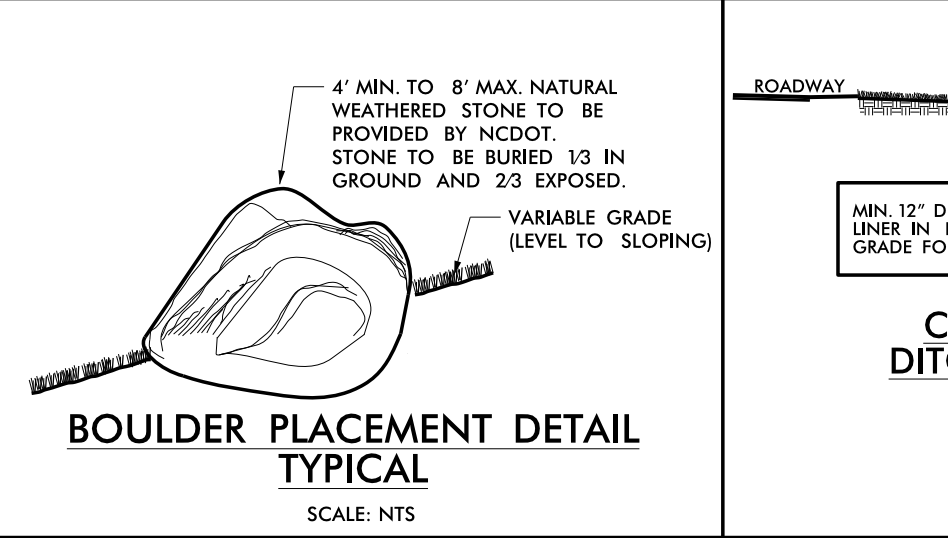 4' MIN. TO 8' MAX. NATURAL
WEATHERED STONE TO BE
PROVIDED BY NCDOT.
STONE TO BE BURIED 1/3 IN
GROUND AND 2/3 EXPOSED.
VARIABLE GRADE
(LEVEL TO SLOPING)
BOULDER PLACEMENT DETAIL
TYPICAL
SCALE: NTS
ROADWAY
MIN. 12" D
LINER IN
GRADE FO
C
DITC